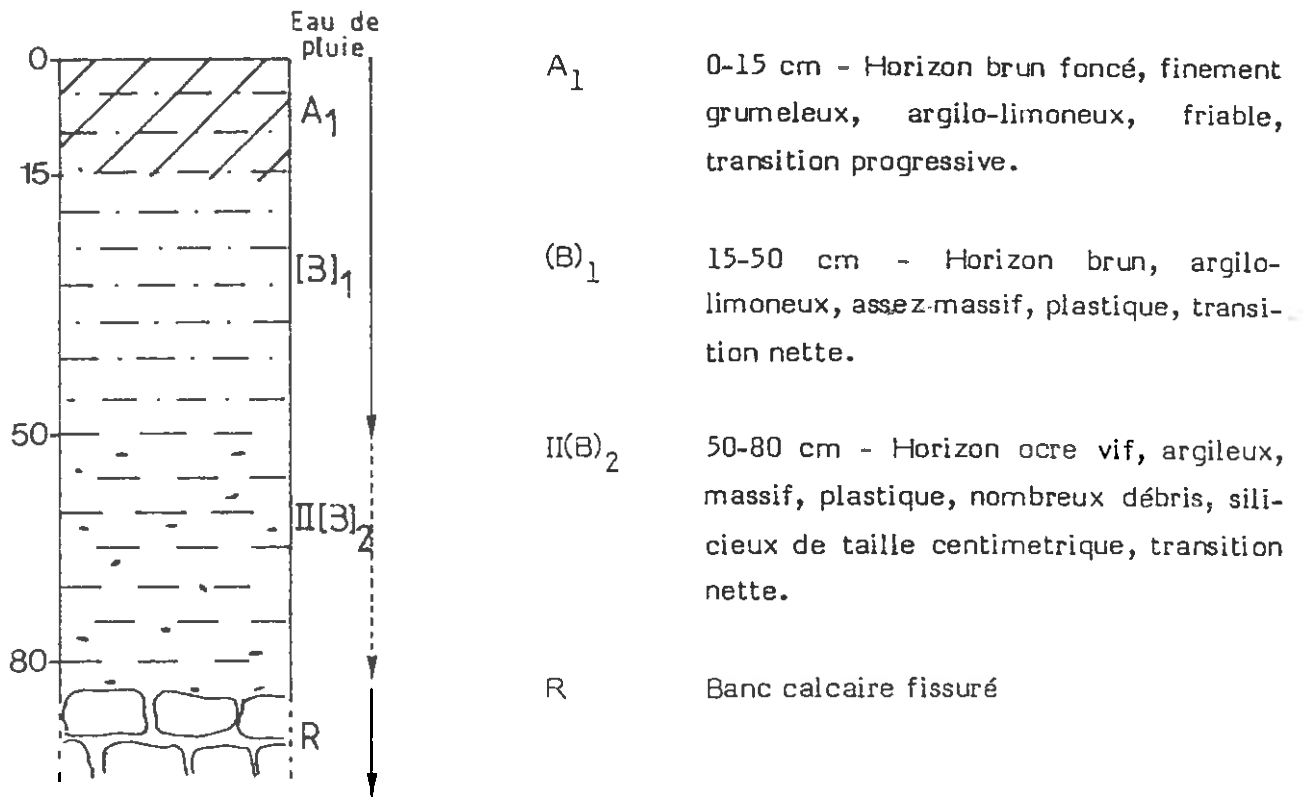 Eau de
pluie
0
A1
15
[B]1
50
II[B]2
80
R
A1 0-15 cm - Horizon brun foncé, finement
grumeleux, argilo-limoneux, friable,
transition progressive.
(B)1 15-50 cm - Horizon brun, argilo-
limoneux, assez massif, plastique, transi-
tion nette.
II(B)2 50-80 cm - Horizon ocre vif, argileux,
massif, plastique, nombreux débris, sili-
cieux de taille centimetrique, transition
nette.
R Banc calcaire fissuré